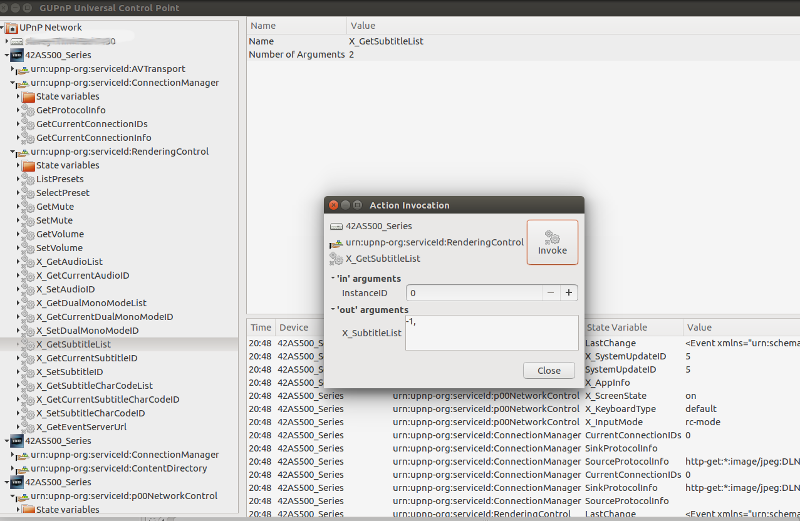 GUPnP Universal Control Point
UPnP Network
42AS500_Series
urn:upnp-org:serviceId:AVTransport
urn:upnp-org:serviceId:ConnectionManager
State variables
GetProtocolInfo
GetCurrentConnectionIDs
GetCurrentConnectionInfo
urn:upnp-org:serviceId:RenderingControl
State variables
ListPresets
SelectPreset
GetMute
SetMute
GetVolume
SetVolume
X_GetAudioList
X_GetCurrentAudioID
X_SetAudioID
X_GetDualMonoModeList
X_GetCurrentDualMonoModeID
X_SetDualMonoModeID
X_GetSubtitleList
X_GetCurrentSubtitleID
X_SetSubtitleID
X_GetSubtitleCharCodeList
X_GetCurrentSubtitleCharCodeID
X_SetSubtitleCharCodeID
X_GetEventServerUrl
42AS500_Series
urn:upnp-org:serviceId:ConnectionManager
urn:upnp-org:serviceId:ContentDirectory
42AS500_Series
urn:upnp-org:serviceId:p00NetworkControl
State variables
Name Value
Name X_GetSubtitleList
Number of Arguments 2
Action Invocation
42AS500_Series
urn:upnp-org:serviceId:RenderingControl
X_GetSubtitleList
Invoke
'in' arguments
InstanceID 0 − +
'out' arguments
X_SubtitleList -1,
Close
Time Device State Variable Value
20:48 42AS500_S LastChange <Event xmlns="urn:schema
20:48 42AS500_S X_SystemUpdateID 5
20:48 42AS500_S SystemUpdateID 5
20:48 42AS500_S X_AppInfo
20:48 42AS500_Series urn:upnp-org:serviceId:p00NetworkControl X_ScreenState on
20:48 42AS500_Series urn:upnp-org:serviceId:p00NetworkControl X_KeyboardType default
20:48 42AS500_Series urn:upnp-org:serviceId:p00NetworkControl X_InputMode rc-mode
20:48 42AS500_Series urn:upnp-org:serviceId:ConnectionManager CurrentConnectionIDs 0
20:48 42AS500_Series urn:upnp-org:serviceId:ConnectionManager SinkProtocolInfo
20:48 42AS500_Series urn:upnp-org:serviceId:ConnectionManager SourceProtocolInfo http-get:*:image/jpeg:DLN
20:48 42AS500_Series urn:upnp-org:serviceId:ConnectionManager CurrentConnectionIDs 0
20:48 42AS500_Series urn:upnp-org:serviceId:ConnectionManager SinkProtocolInfo http-get:*:image/jpeg:DLN
20:48 42AS500_Series urn:upnp-org:serviceId:ConnectionManager SourceProtocolInfo
20:48 42AS500_Series urn:upnp-org:serviceId:RenderingControl LastChange <Event xmlns="urn:schema